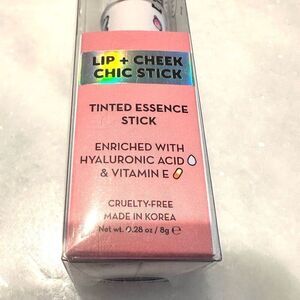 LIP + CHEEK
CHIC STICK
TINTED ESSENCE
STICK
ENRICHED WITH
HYALURONIC ACID
& VITAMIN E
CRUELTY-FREE
MADE IN KOREA
Net wt. 0.28 oz / 8g ℮